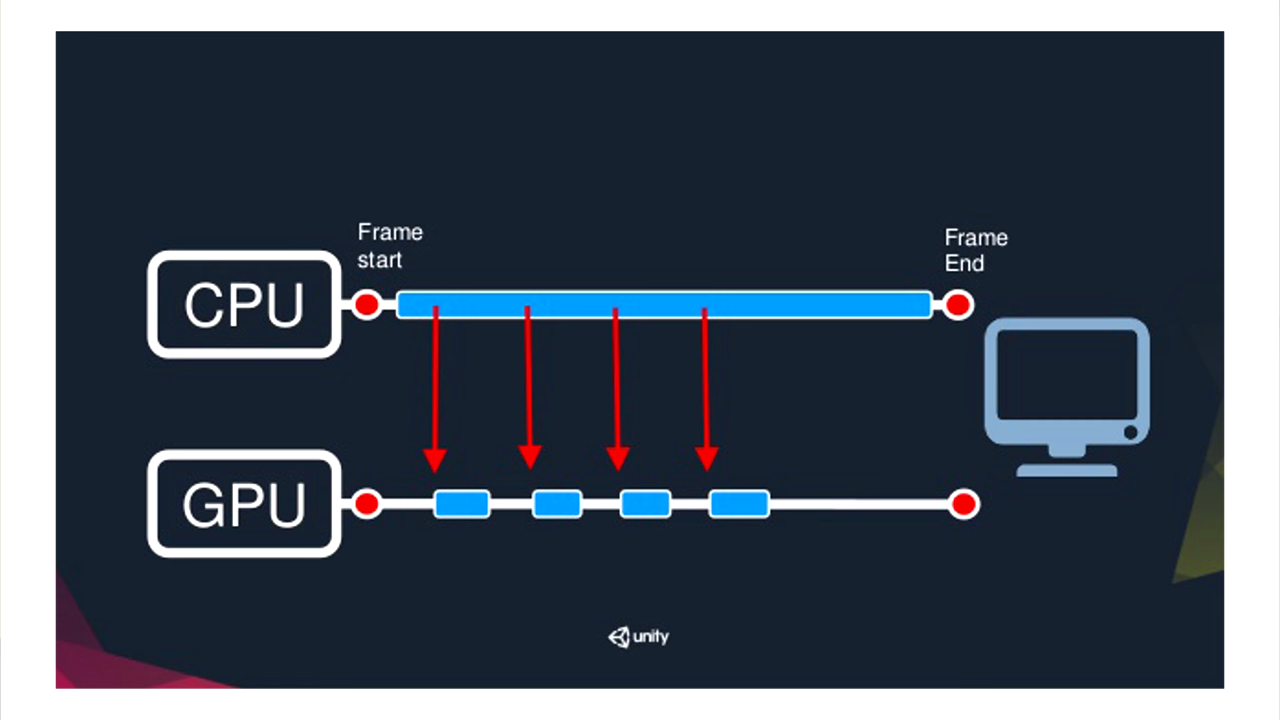 Frame
start
Frame
End
CPU
GPU
unity